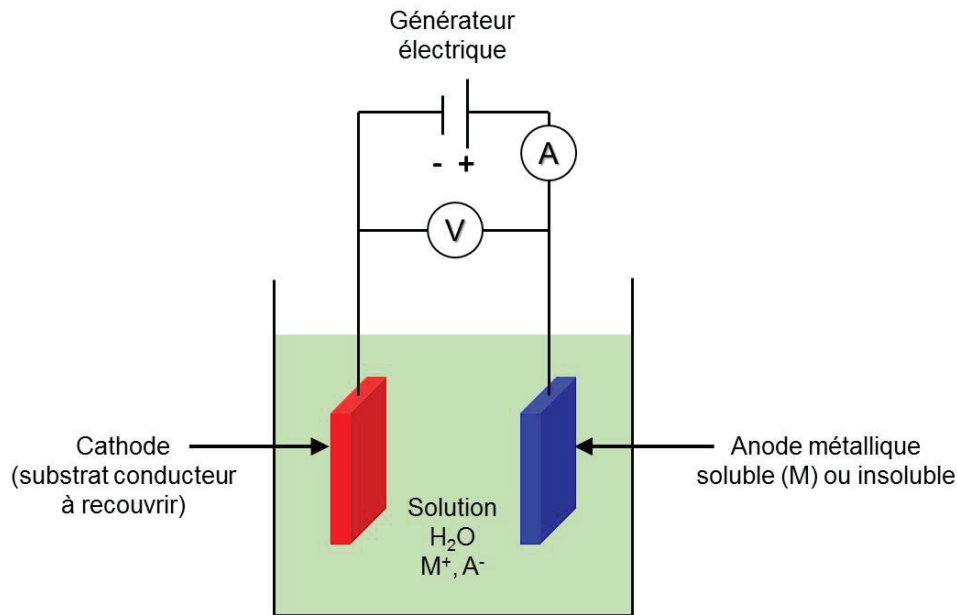 Générateur
électrique
A
- +
V
Cathode
(substrat conducteur
à recouvrir)
Anode métallique
soluble (M) ou insoluble
Solution
H₂O
M⁺, A⁻